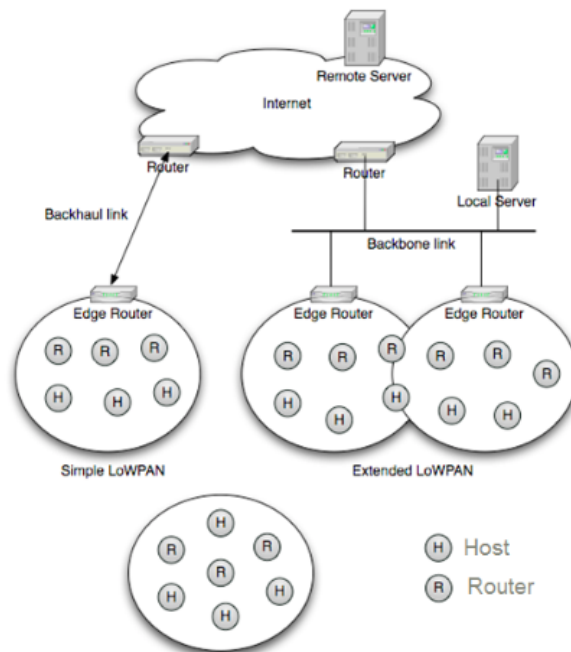 Remote Server
Internet
Router
Router
Local Server
Backhaul link
Backbone link
Edge Router
Edge Router
Edge Router
R R R
H H H
R R R
H H H
R R R
H H
Simple LoWPAN
Extended LoWPAN
H
R R
R
H H
H
H Host
R Router